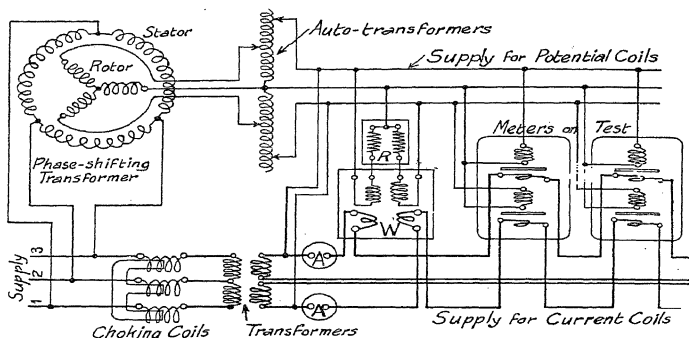 Stator
Auto-transformers
Supply for Potential Coils
Rotor
R
Meters on Test
Phase-shifting
Transformer
W
Supply
3
2
1
A
A
Choking Coils
Transformers
Supply for Current Coils